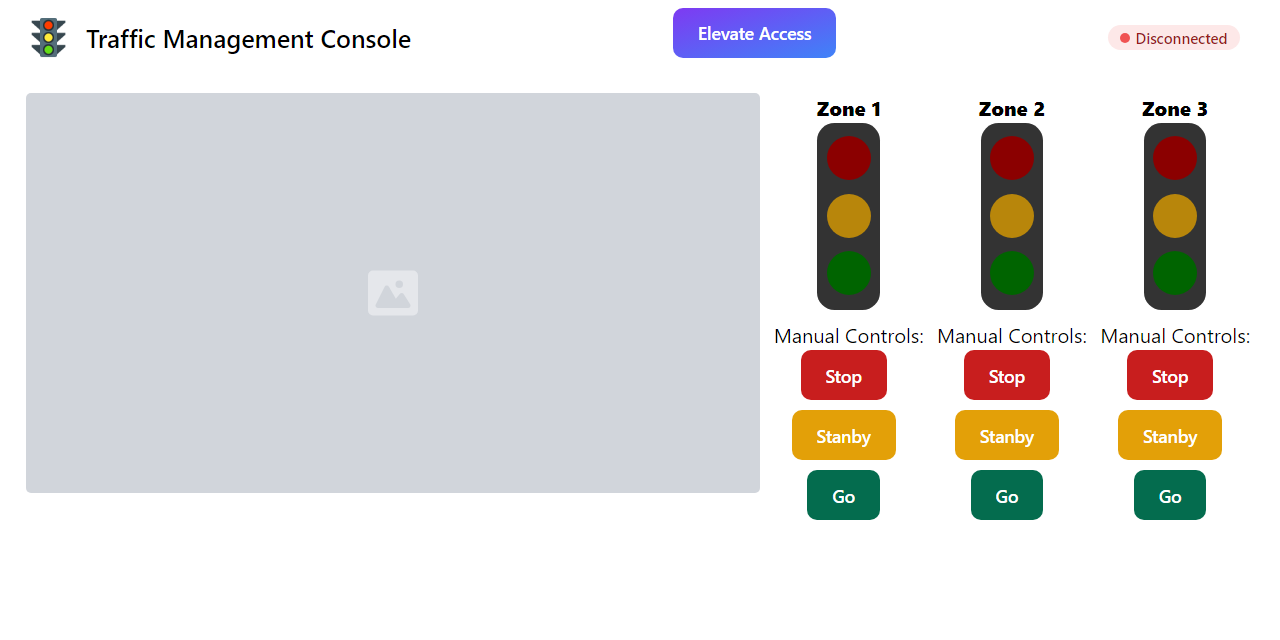 Traffic Management Console
Elevate Access
Disconnected
Zone 1
Zone 2
Zone 3
Manual Controls:
Manual Controls:
Manual Controls:
Stop
Stop
Stop
Stanby
Stanby
Stanby
Go
Go
Go